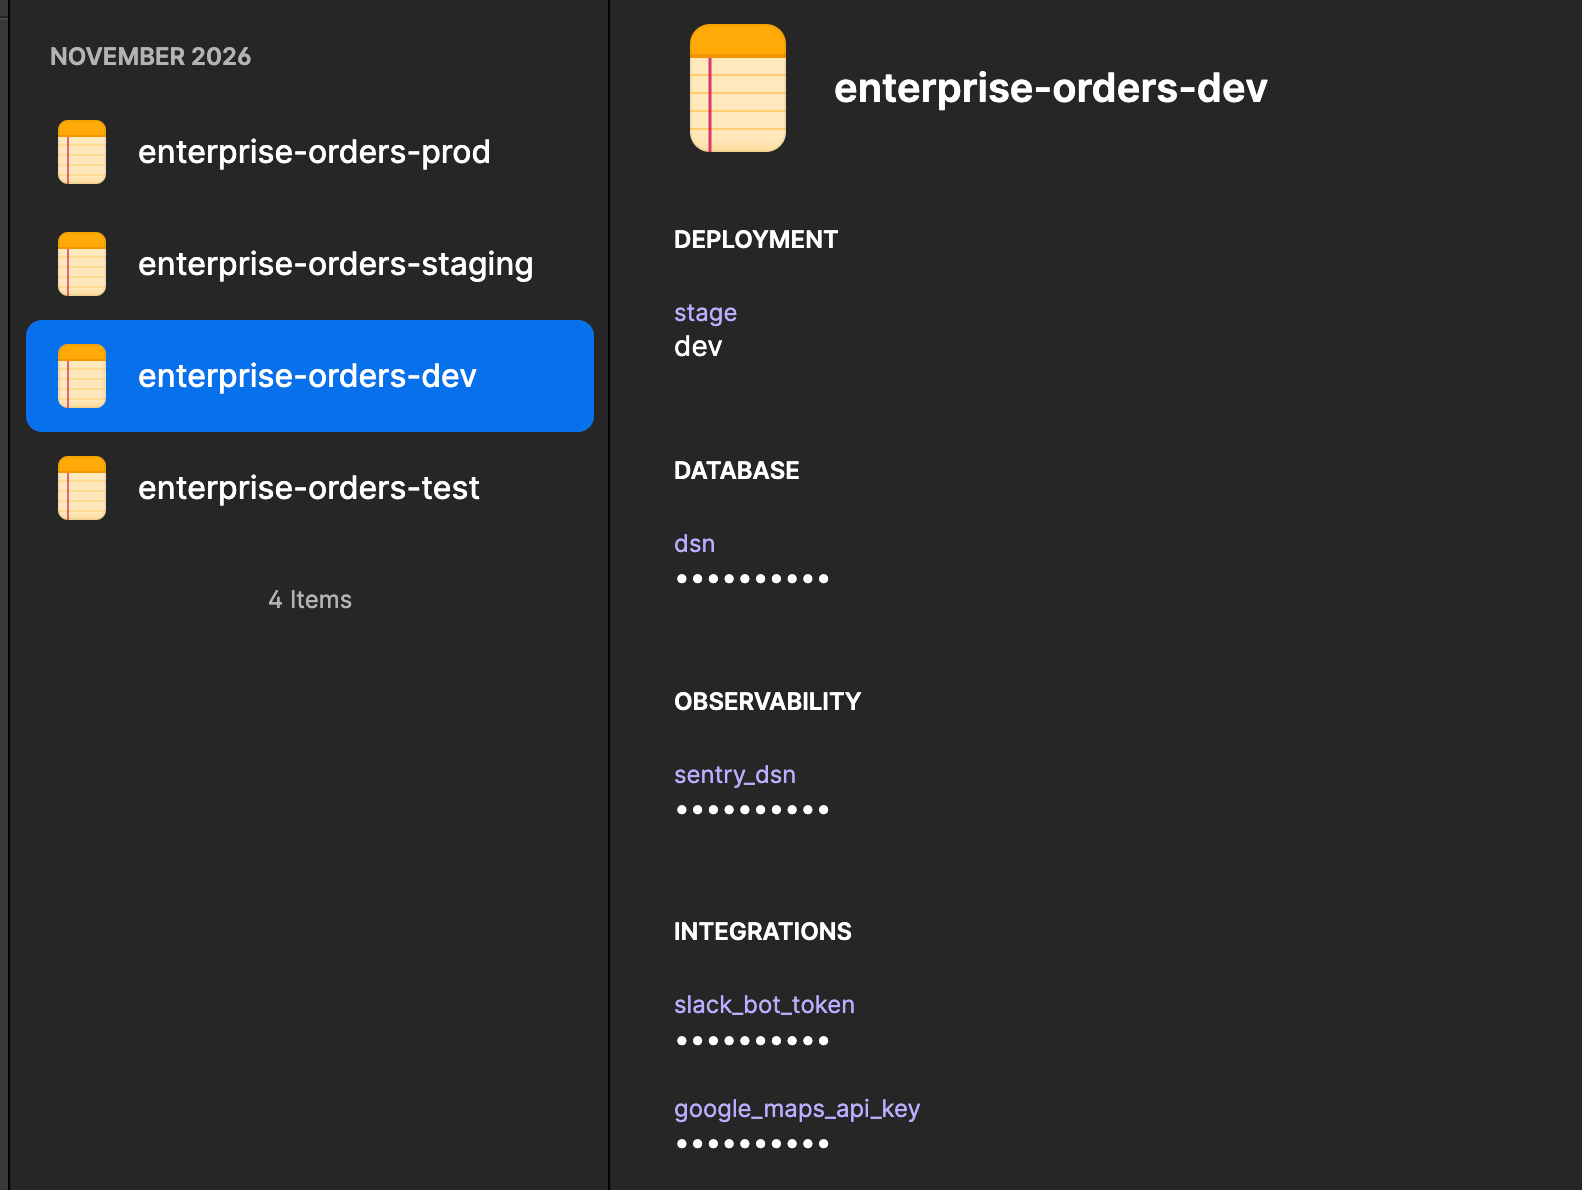 NOVEMBER 2026
enterprise-orders-prod
enterprise-orders-staging
enterprise-orders-dev
enterprise-orders-test
4 Items
enterprise-orders-dev
DEPLOYMENT
stage
dev
DATABASE
dsn
••••••••••
OBSERVABILITY
sentry_dsn
••••••••••
INTEGRATIONS
slack_bot_token
••••••••••
google_maps_api_key
••••••••••